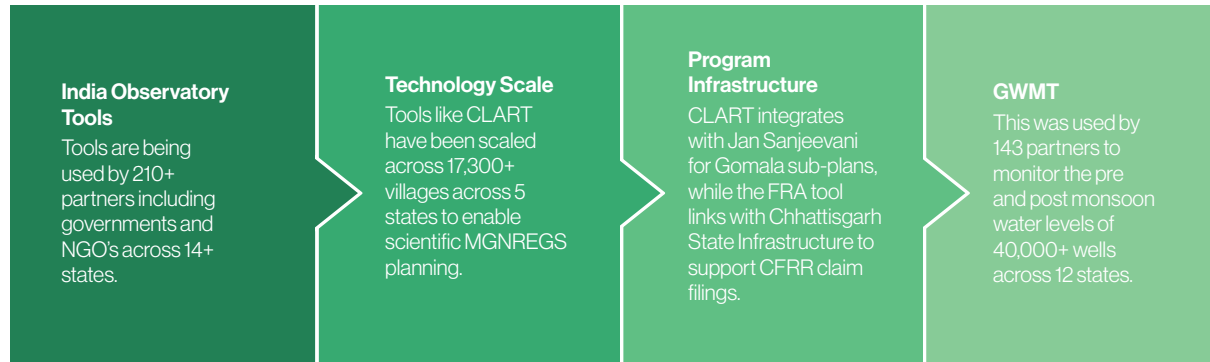 India Observatory
Tools
Tools are being
used by 210+
partners including
governments and
NGO's across 14+
states.
Technology Scale
Tools like CLART
have been scaled
across 17,300+
villages across 5
states to enable
scientific MGNREGS
planning.
Program
Infrastructure
CLART integrates
with Jan Sanjeevani
for Gomala sub-plans,
while the FRA tool
links with Chhattisgarh
State Infrastructure to
support CFRR claim
filings.
GWMT
This was used by
143 partners to
monitor the pre
and post monsoon
water levels of
40,000+ wells
across 12 states.